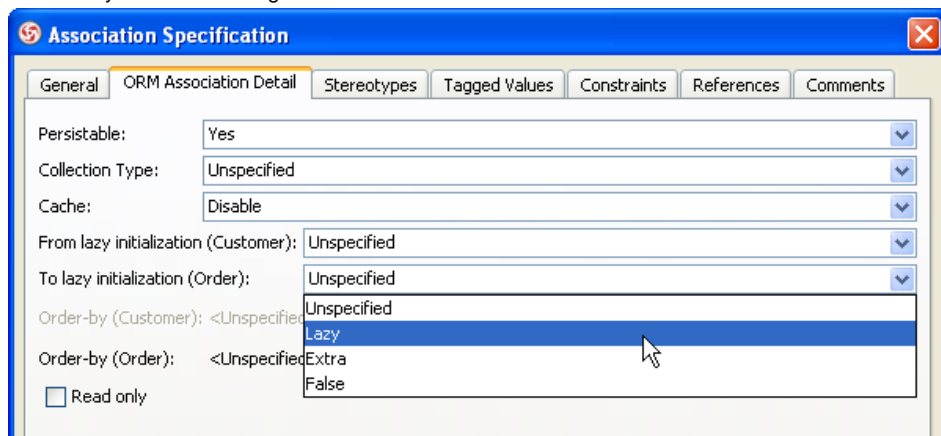 Association Specification
General ORM Association Detail Stereotypes Tagged Values Constraints References Comments
Persistable: Yes
Collection Type: Unspecified
Cache: Disable
From lazy initialization (Customer): Unspecified
To lazy initialization (Order): Unspecified
Unspecified
Order-by (Customer): <Unspecified
Lazy
Order-by (Order): <Unspecified
Extra
False
Read only